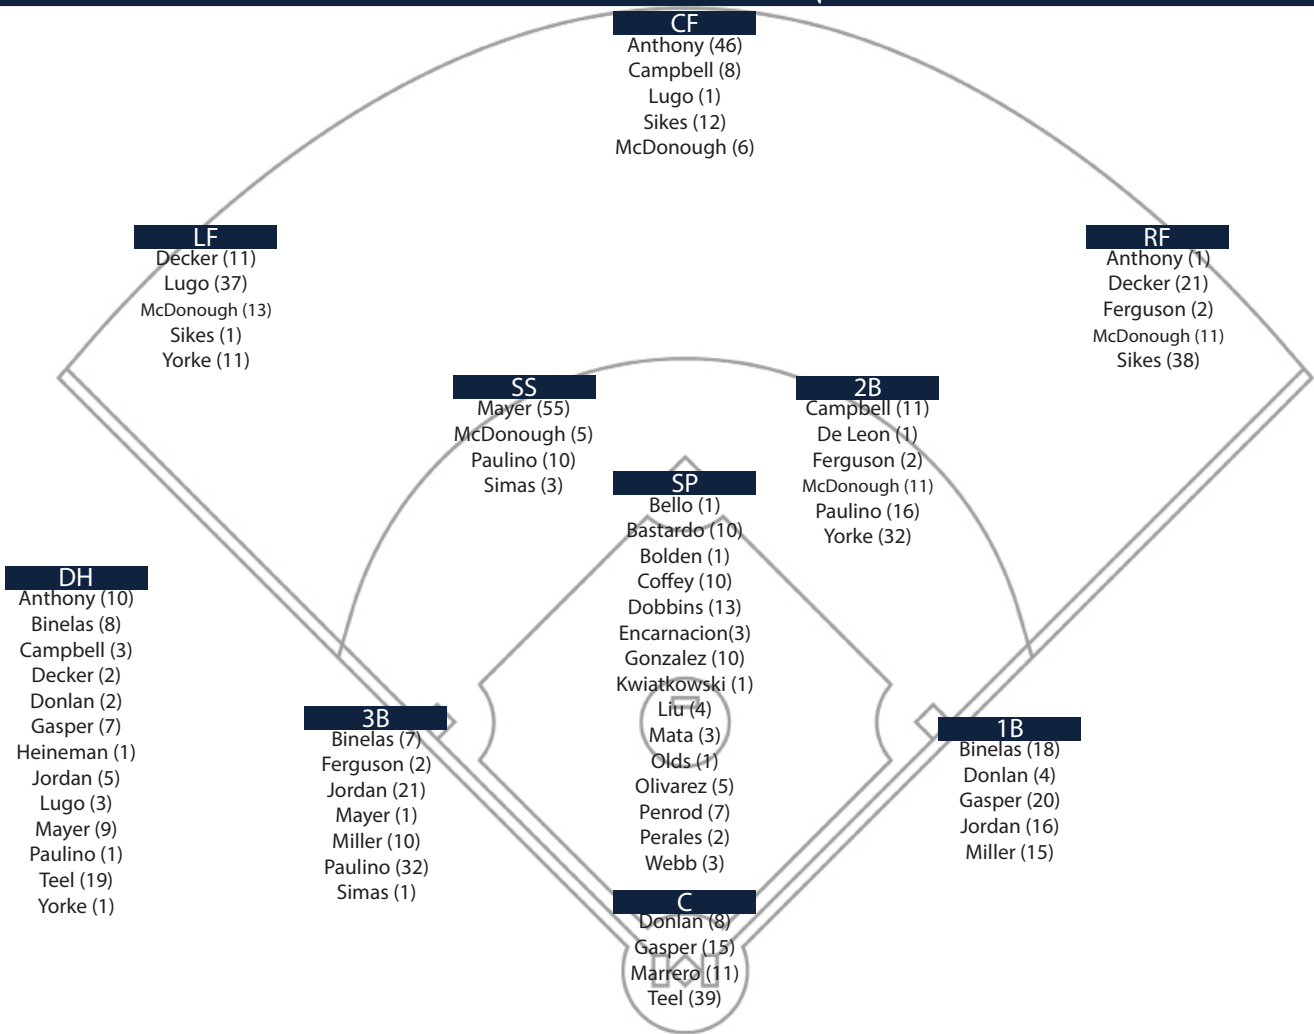 CF
Anthony (46)
Campbell (8)
Lugo (1)
Sikes (12)
McDonough (6)
LF
Decker (11)
Lugo (37)
McDonough (13)
Sikes (1)
Yorke (11)
RF
Anthony (1)
Decker (21)
Ferguson (2)
McDonough (11)
Sikes (38)
SS
Mayer (55)
McDonough (5)
Paulino (10)
Simas (3)
2B
Campbell (11)
De Leon (1)
Ferguson (2)
McDonough (11)
Paulino (16)
Yorke (32)
SP
Bello (1)
Bastardo (10)
Bolden (1)
Coffey (10)
Dobbins (13)
Encarnacion(3)
Gonzalez (10)
Kwiatkowski (1)
Liu (4)
Mata (3)
Olds (1)
Olivarez (5)
Penrod (7)
Perales (2)
Webb (3)
DH
Anthony (10)
Binelas (8)
Campbell (3)
Decker (2)
Donlan (2)
Gasper (7)
Heineman (1)
Jordan (5)
Lugo (3)
Mayer (9)
Paulino (1)
Teel (19)
Yorke (1)
3B
Binelas (7)
Ferguson (2)
Jordan (21)
Mayer (1)
Miller (10)
Paulino (32)
Simas (1)
1B
Binelas (18)
Donlan (4)
Gasper (20)
Jordan (16)
Miller (15)
C
Donlan (8)
Gasper (15)
Marrero (11)
Teel (39)